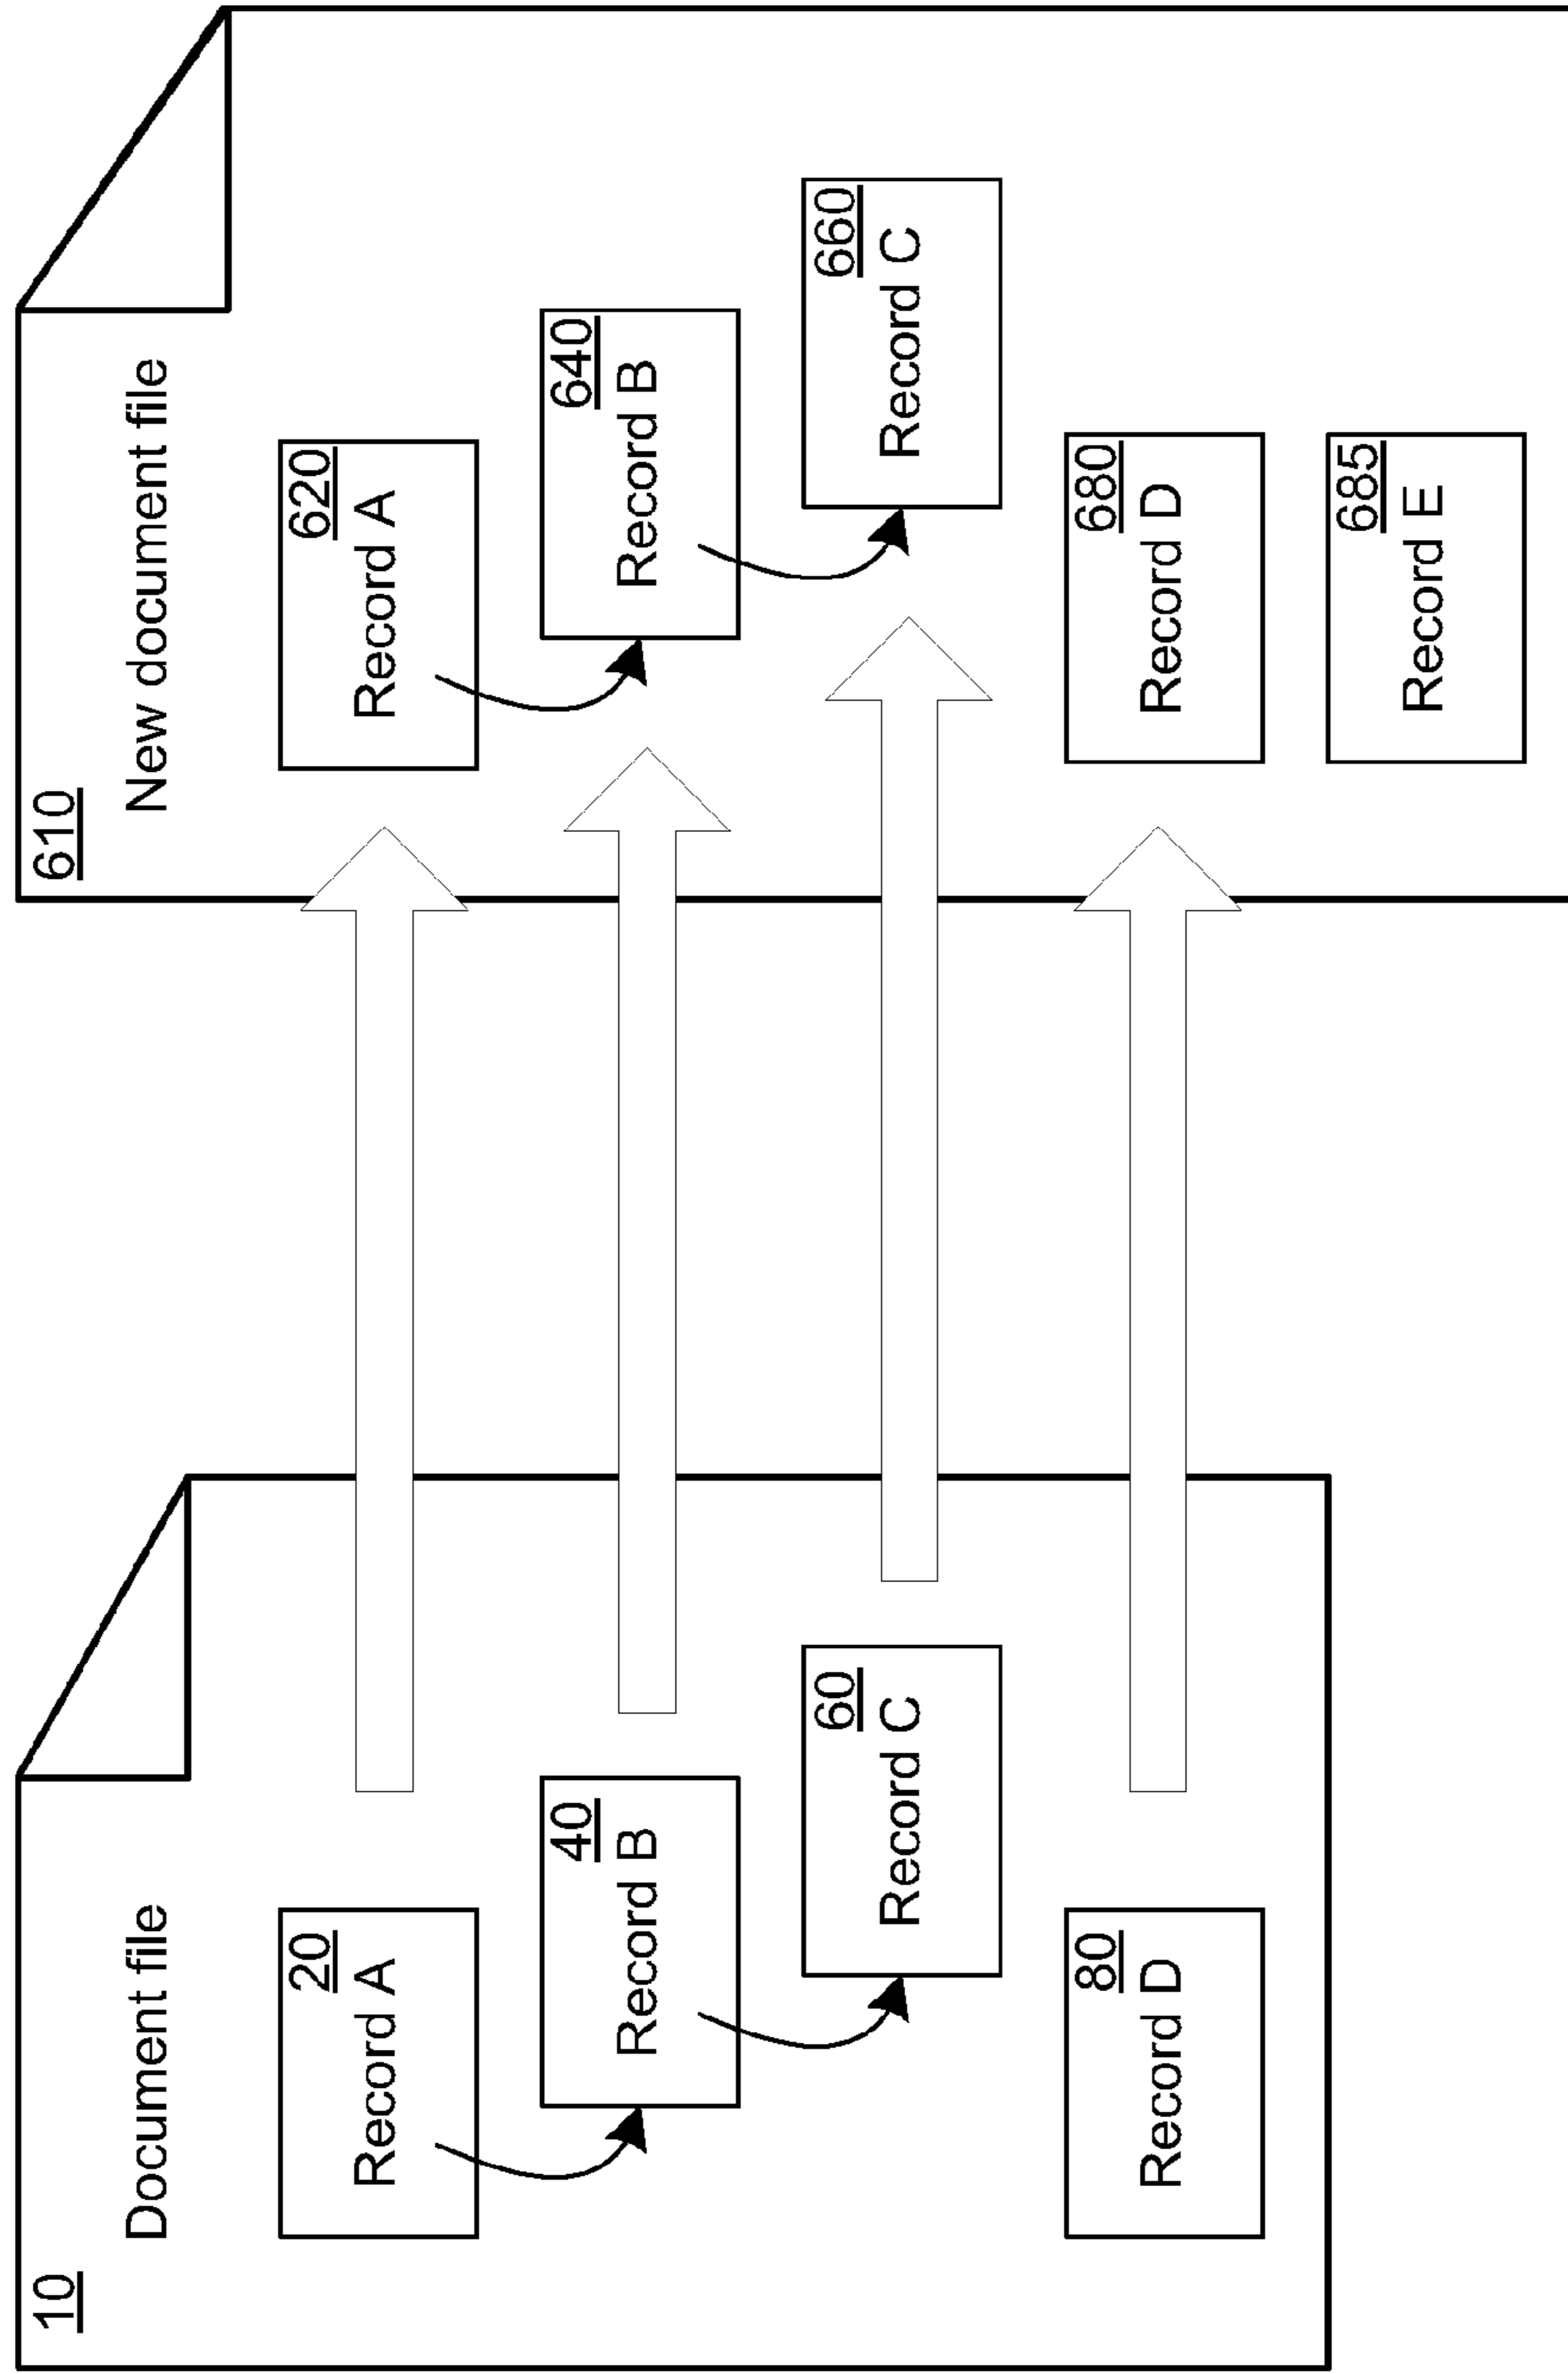 10
Document file
20
Record A
40
Record B
60
Record C
80
Record D
610
New document file
620
Record A
640
Record B
660
Record C
680
Record D
685
Record E